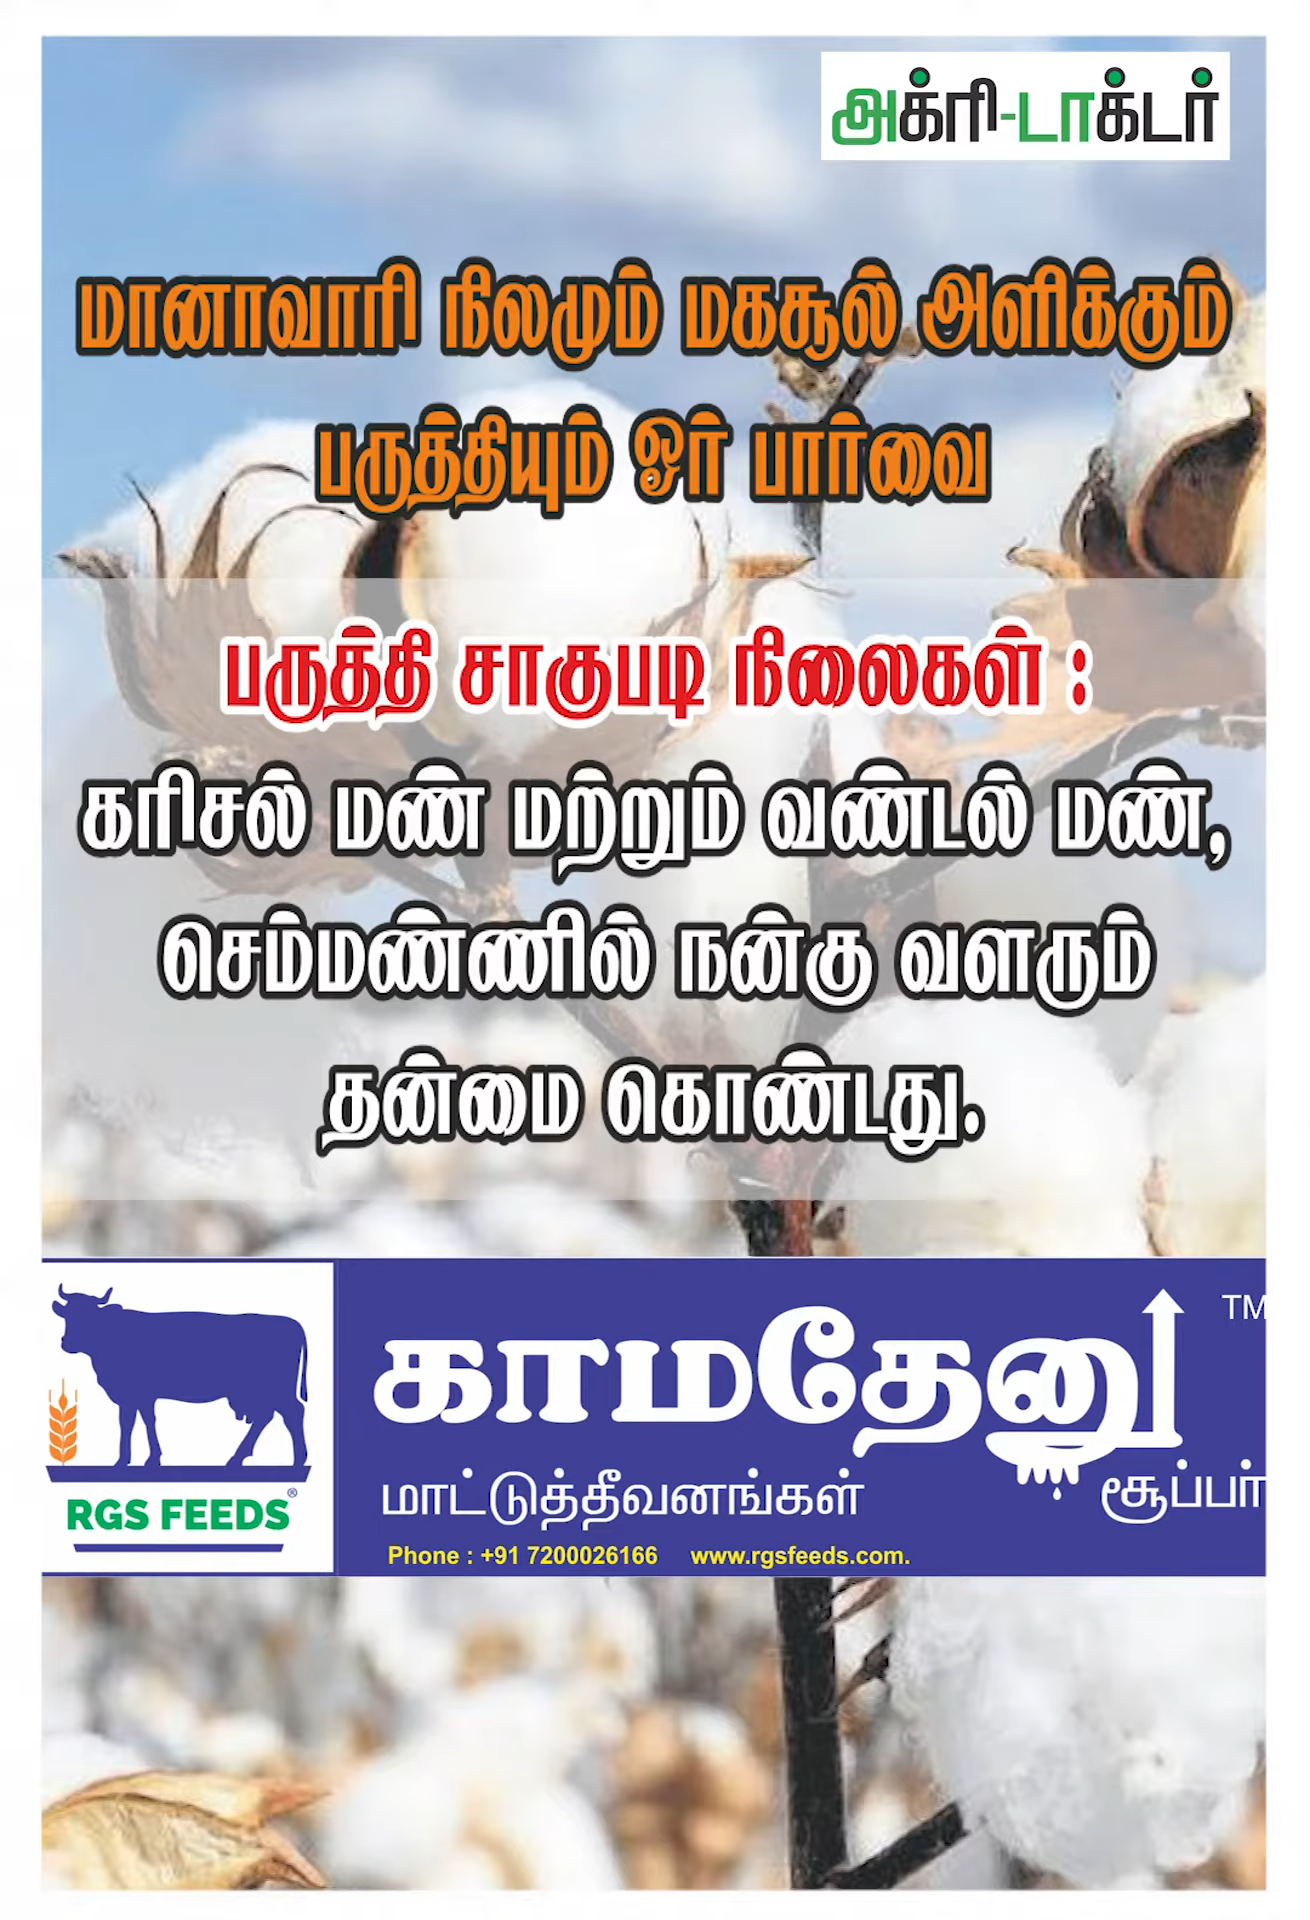 அக்ரி-டாக்டர்
மானாவாரி நிலமும் மகசூல் அளிக்கும்
பருத்தியும் ஓர் பார்வை
பருத்தி சாகுபடி நிலைகள் :
கரிசல் மண் மற்றும் வண்டல் மண்,
செம்மண்ணில் நன்கு வளரும்
தன்மை கொண்டது.
காமதேனு TM
மாட்டுத்தீவனங்கள் சூப்பர்
RGS FEEDS®
Phone : +91 7200026166 www.rgsfeeds.com.